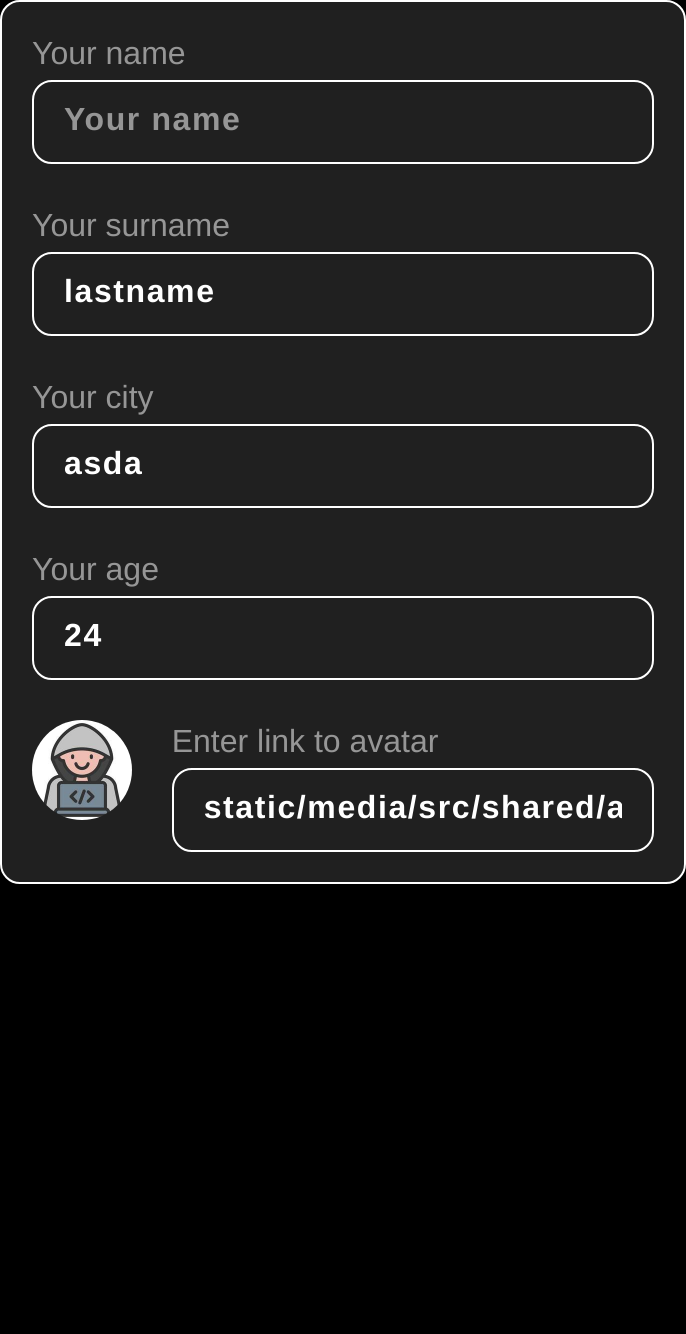 Your name
Your name
Your surname
lastname
Your city
asda
Your age
24
Enter link to avatar
static/media/src/shared/a